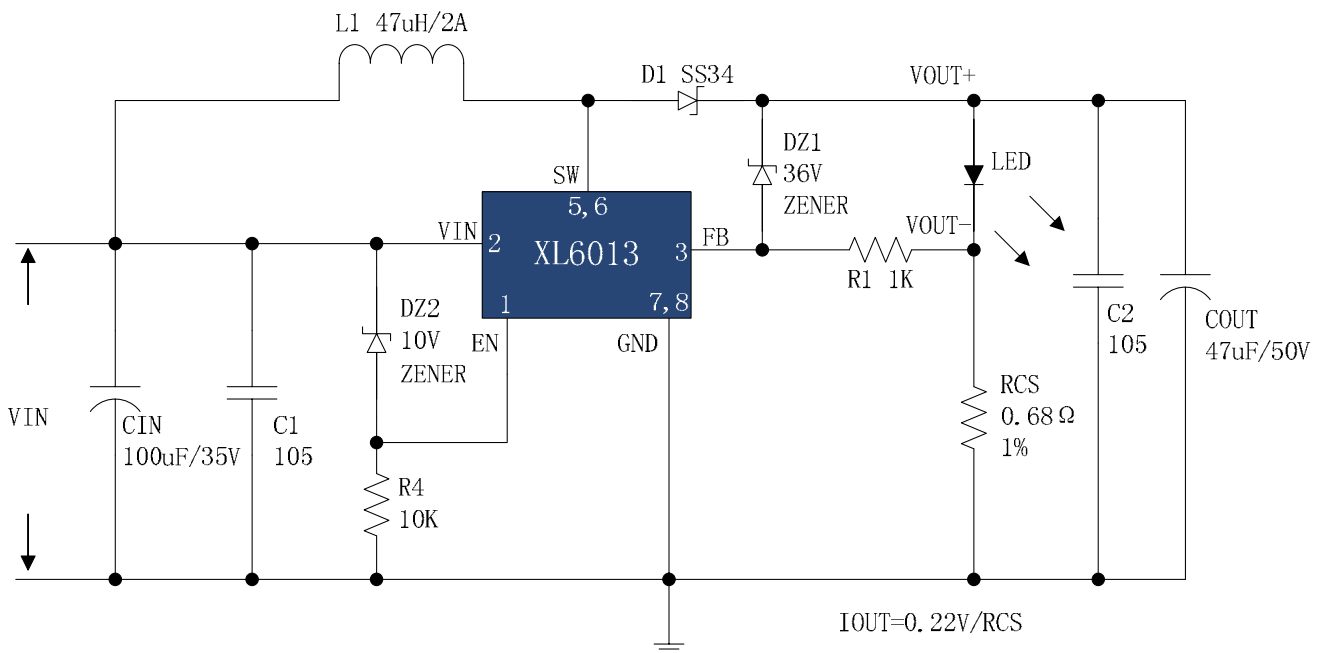 L1 47uH/2A
D1 SS34
VOUT+
DZ1
36V
ZENER
LED
SW
5,6
VOUT-
VIN
2
XL6013
3
FB
R1 1K
1
7,8
DZ2
10V
ZENER
EN
GND
C2
105
COUT
47uF/50V
RCS
0.68Ω
1%
VIN
CIN
100uF/35V
C1
105
R4
10K
IOUT=0.22V/RCS